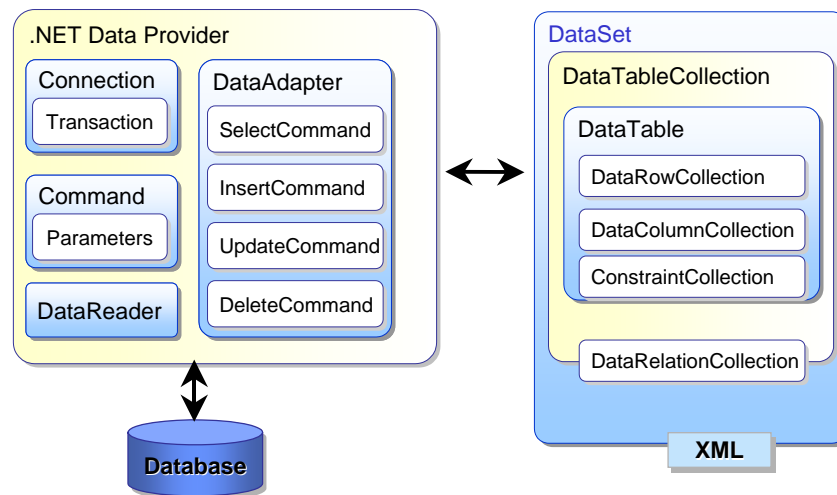 .NET Data Provider
Connection
Transaction
Command
Parameters
DataReader
DataAdapter
SelectCommand
InsertCommand
UpdateCommand
DeleteCommand
Database
DataSet
DataTableCollection
DataTable
DataRowCollection
DataColumnCollection
ConstraintCollection
DataRelationCollection
XML